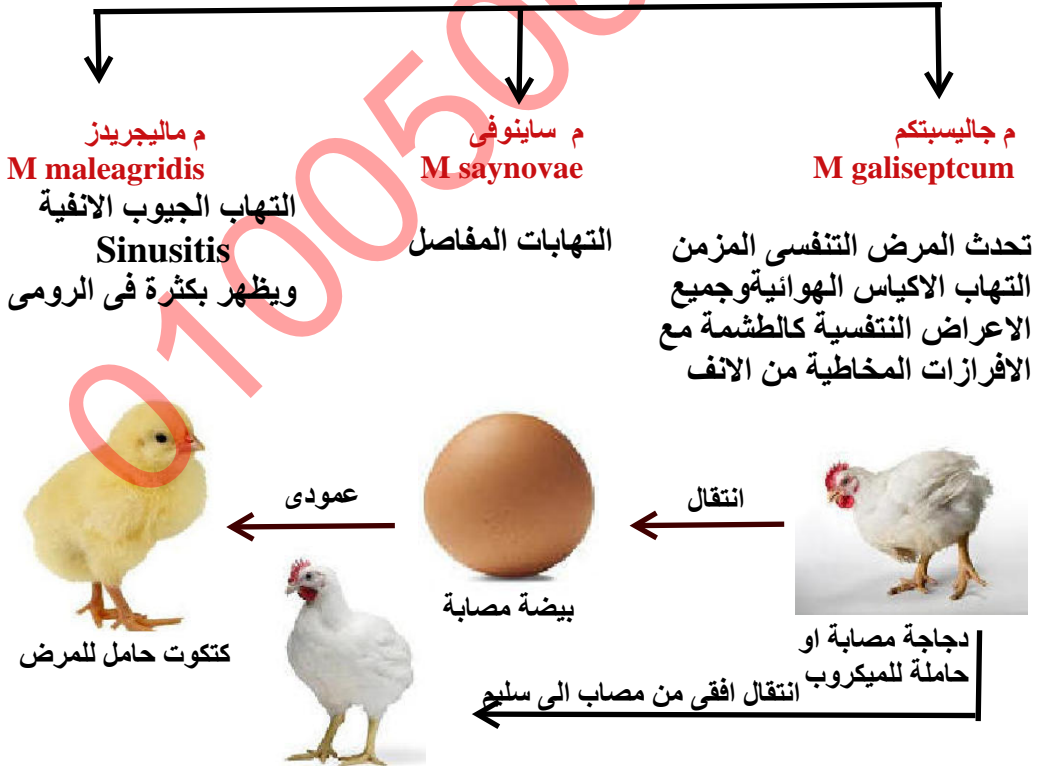 م جاليسبتكم
M galiseptcum
تحدث المرض التنفسى المزمن
التهاب الاكياس الهوائيةوجميع
الاعراض النتفسية كالطشمة مع
الافرازات المخاطية من الانف
م ساينوفى
M saynovae
التهابات المفاصل
م ماليجريدز
M maleagridis
التهاب الجيوب الانفية
Sinusitis
ويظهر بكثرة فى الرومى
انتقال
عمودى
بيضة مصابة
دجاجة مصابة او
حاملة للميكروب
كتكوت حامل للمرض
انتقال افقى من مصاب الى سليم
01005